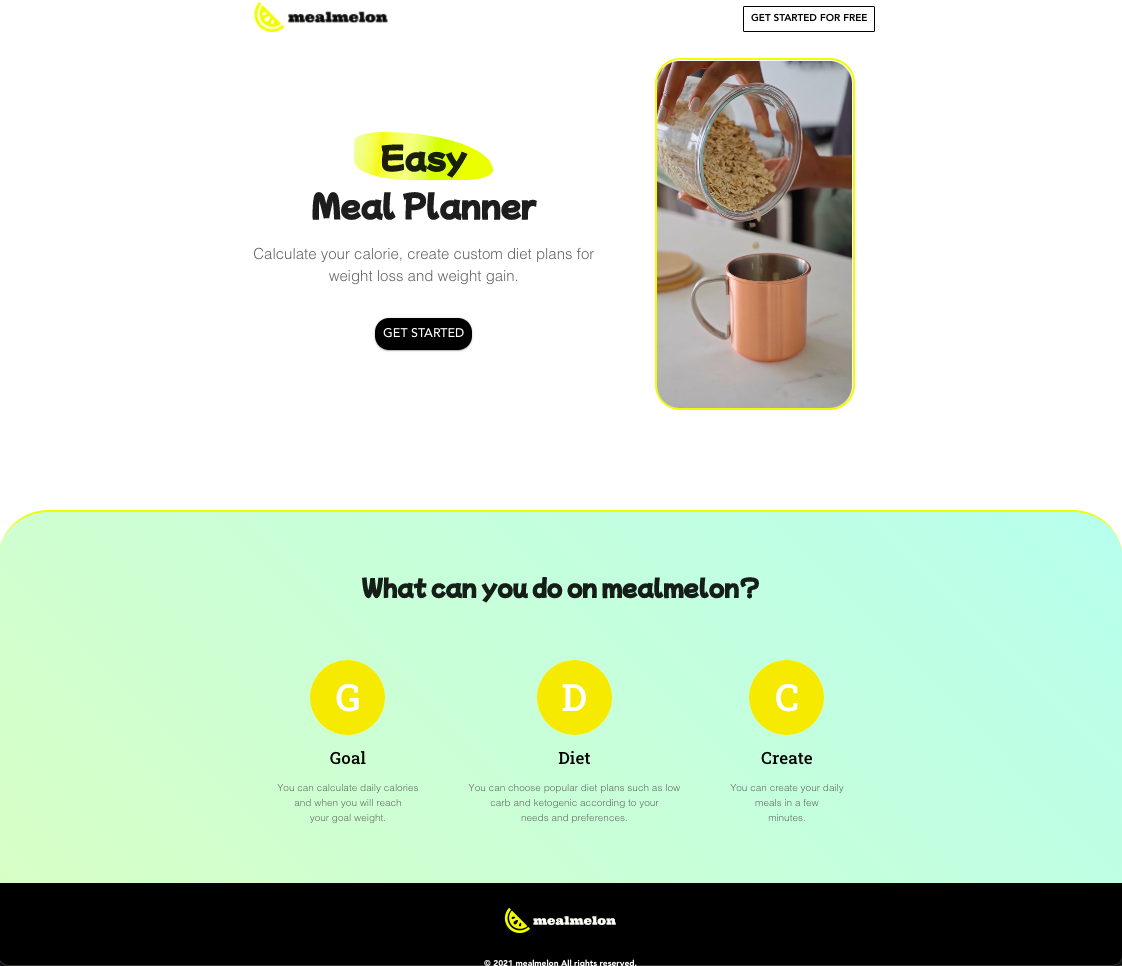 mealmelon
GET STARTED FOR FREE
Easy
Meal Planner
Calculate your calorie, create custom diet plans for
weight loss and weight gain.
GET STARTED
What can you do on mealmelon?
G
Goal
You can calculate daily calories
and when you will reach
your goal weight.
D
Diet
You can choose popular diet plans such as low
carb and ketogenic according to your
needs and preferences.
C
Create
You can create your daily
meals in a few
minutes.
mealmelon
© 2021 mealmelon All rights reserved.